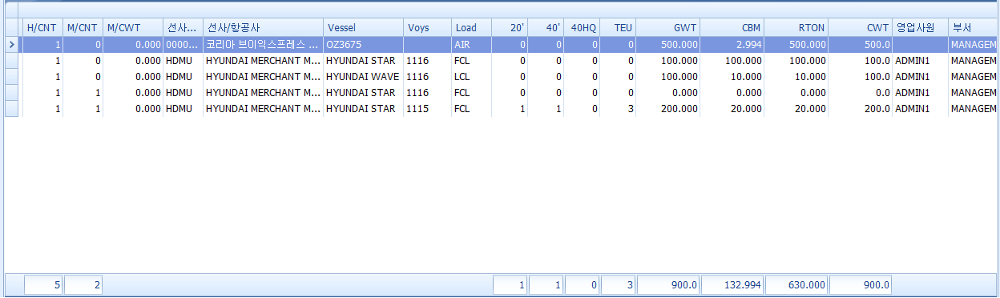 H/CNT M/CNT M/CWT 선사... 선사/항공사 Vessel Voys Load 20' 40' 40HQ TEU GWT CBM RTON CWT 영업사원 부서
1 0 0.000 0000... 코리아 브이익스프레스 ... OZ3675 AIR 0 0 0 0 500.000 2.994 500.000 500.0 MANAGEM
1 0 0.000 HDMU HYUNDAI MERCHANT M... HYUNDAI STAR 1116 FCL 0 0 0 0 100.000 100.000 100.000 100.0 ADMIN1 MANAGEM
1 0 0.000 HDMU HYUNDAI MERCHANT M... HYUNDAI WAVE 1116 LCL 0 0 0 0 100.000 10.000 10.000 100.0 ADMIN1 MANAGEM
1 1 0.000 HDMU HYUNDAI MERCHANT M... HYUNDAI STAR 1116 FCL 0 0 0 0 0.000 0.000 0.000 0.0 ADMIN1 MANAGEM
1 1 0.000 HDMU HYUNDAI MERCHANT M... HYUNDAI STAR 1115 FCL 1 1 0 3 200.000 20.000 20.000 200.0 ADMIN1 MANAGEM
5 2 1 1 0 3 900.0 132.994 630.000 900.0